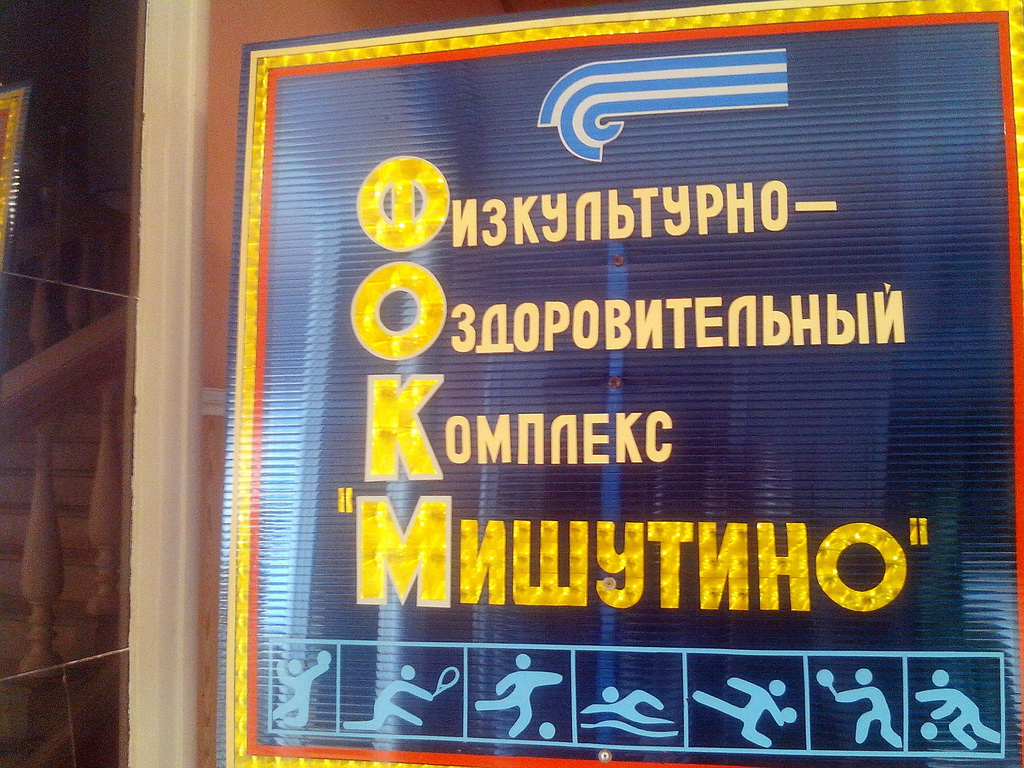 Физкультурно-
Оздоровительный
Комплекс
"Мишутино"